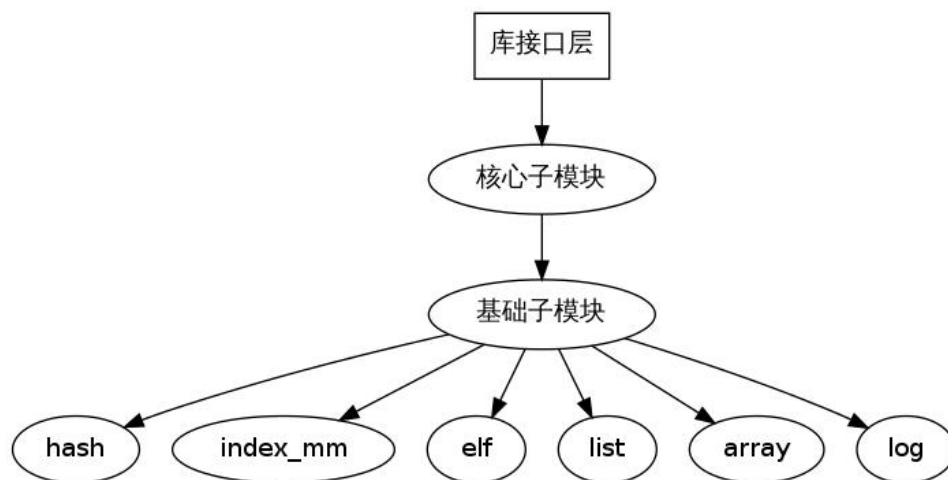 库接口层
核心子模块
基础子模块
hash
index_mm
elf
list
array
log